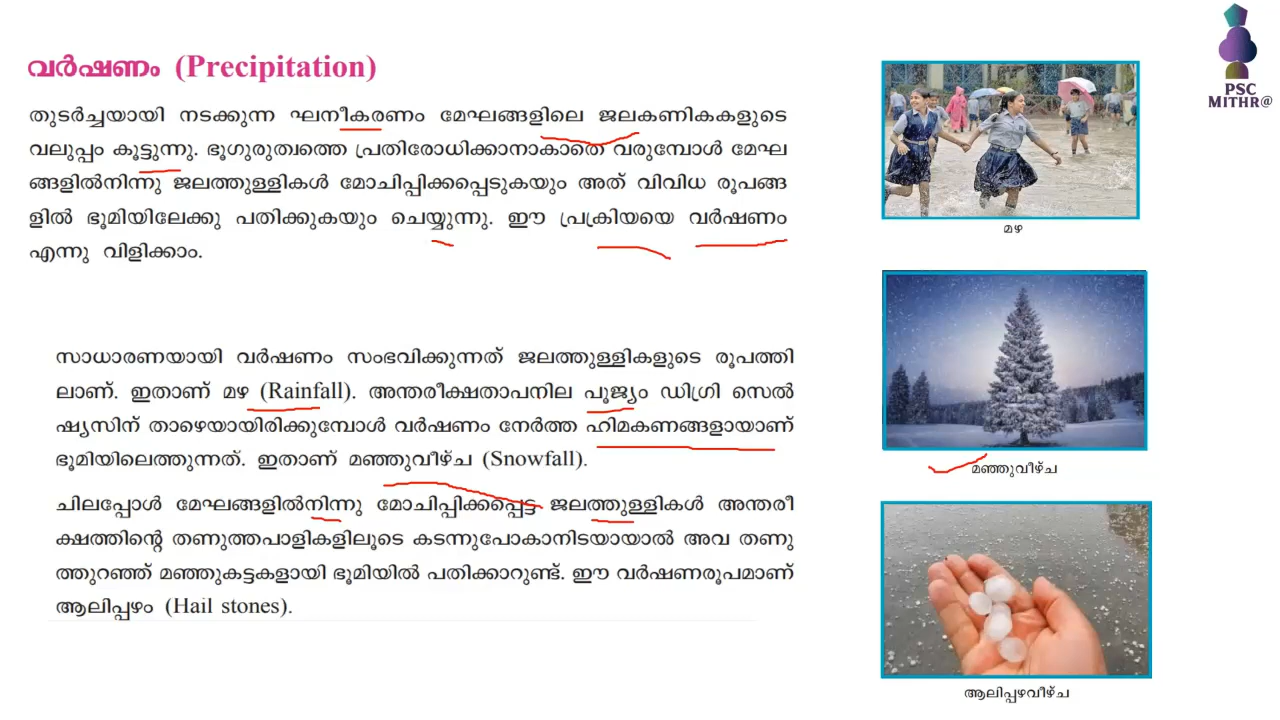 വർഷണം (Precipitation)
തുടർച്ചയായി നടക്കുന്ന ഘനീകരണം മേഘങ്ങളിലെ ജലകണികകളുടെ
വലുപ്പം കൂട്ടുന്നു. ഭൂഗുരുത്വത്തെ പ്രതിരോധിക്കാനാകാതെ വരുമ്പോൾ മേഘ
ങ്ങളിൽനിന്നു ജലത്തുള്ളികൾ മോചിപ്പിക്കപ്പെടുകയും അത് വിവിധ രൂപങ്ങ
ളിൽ ഭൂമിയിലേക്കു പതിക്കുകയും ചെയ്യുന്നു. ഈ പ്രക്രിയയെ വർഷണം
എന്നു വിളിക്കാം.
സാധാരണയായി വർഷണം സംഭവിക്കുന്നത് ജലത്തുള്ളികളുടെ രൂപത്തി
ലാണ്. ഇതാണ് മഴ (Rainfall). അന്തരീക്ഷതാപനില പൂജ്യം ഡിഗ്രി സെൽ
ഷ്യസിന് താഴെയായിരിക്കുമ്പോൾ വർഷണം നേർത്ത ഹിമകണങ്ങളായാണ്
ഭൂമിയിലെത്തുന്നത്. ഇതാണ് മഞ്ഞുവീഴ്ച (Snowfall).
ചിലപ്പോൾ മേഘങ്ങളിൽനിന്നു മോചിപ്പിക്കപ്പെട്ട ജലത്തുള്ളികൾ അന്തരീ
ക്ഷത്തിന്റെ തണുത്തപാളികളിലൂടെ കടന്നുപോകാനിടയായാൽ അവ തണു
ത്തുറഞ്ഞ് മഞ്ഞുകട്ടകളായി ഭൂമിയിൽ പതിക്കാറുണ്ട്. ഈ വർഷണരൂപമാണ്
ആലിപ്പഴം (Hail stones).
മഴ
മഞ്ഞുവീഴ്ച
ആലിപ്പഴവീഴ്ച
PSC
MITHR@